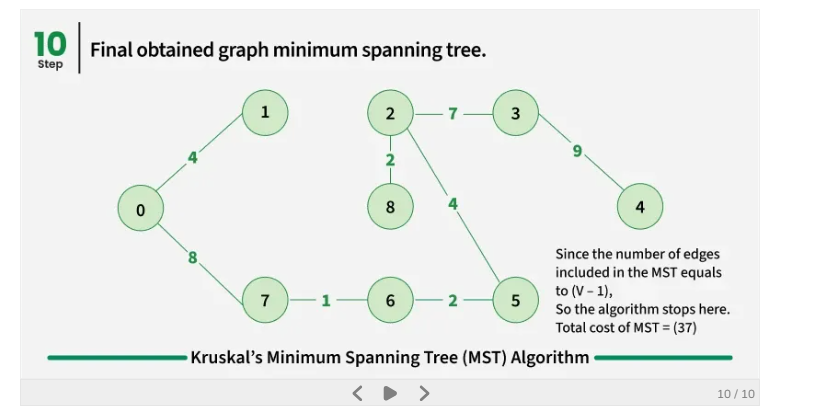 10
Step
Final obtained graph minimum spanning tree.
1
2
7
3
4
2
9
0
8
4
4
8
7
1
6
2
5
Since the number of edges
included in the MST equals
to (V – 1),
So the algorithm stops here.
Total cost of MST = (37)
Kruskal's Minimum Spanning Tree (MST) Algorithm
10 / 10